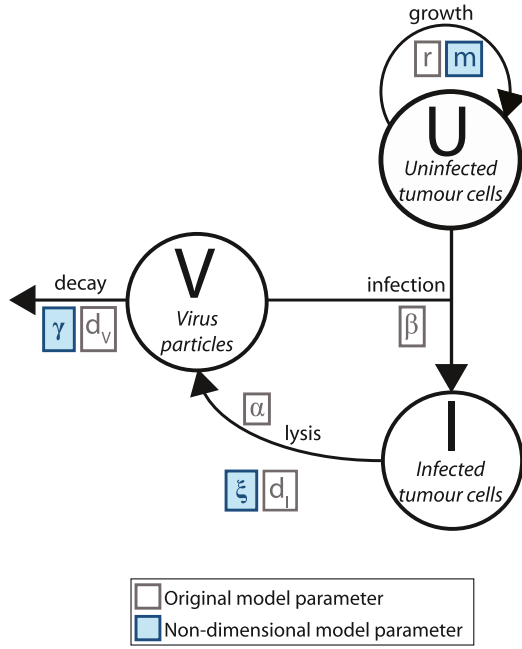 growth
r m
U
Uninfected
tumour cells
decay
γ d_V
V
Virus
particles
infection
β
α
lysis
ξ d_I
I
Infected
tumour cells
Original model parameter
Non-dimensional model parameter